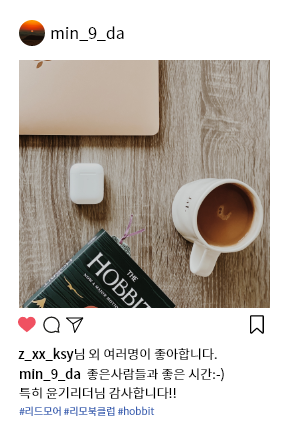 min_9_da
THE
HOBBIT
z_xx_ksy님 외 여러명이 좋아합니다.
min_9_da 좋은사람들과 좋은 시간:-)
특히 윤기리더님 감사합니다!!
#리드모어 #리모북클럽 #hobbit